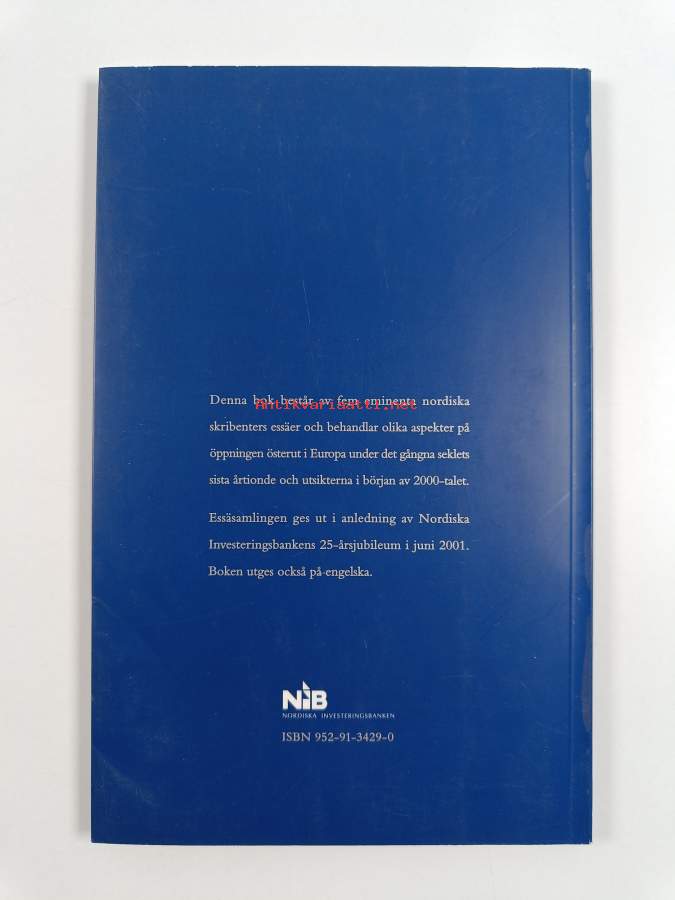 Denna bok består av fem eminenta nordiska
Antikvariaatti.net
skribenters essäer och behandlar olika aspekter på
öppningen österut i Europa under det gångna seklets
sista årtionde och utsikterna i början av 2000-talet.
Essäsamlingen ges ut i anledning av Nordiska
Investeringsbankens 25-årsjubileum i juni 2001.
Boken utges också på engelska.
NIB
NORDISKA INVESTERINGSBANKEN
ISBN 952-91-3429-0